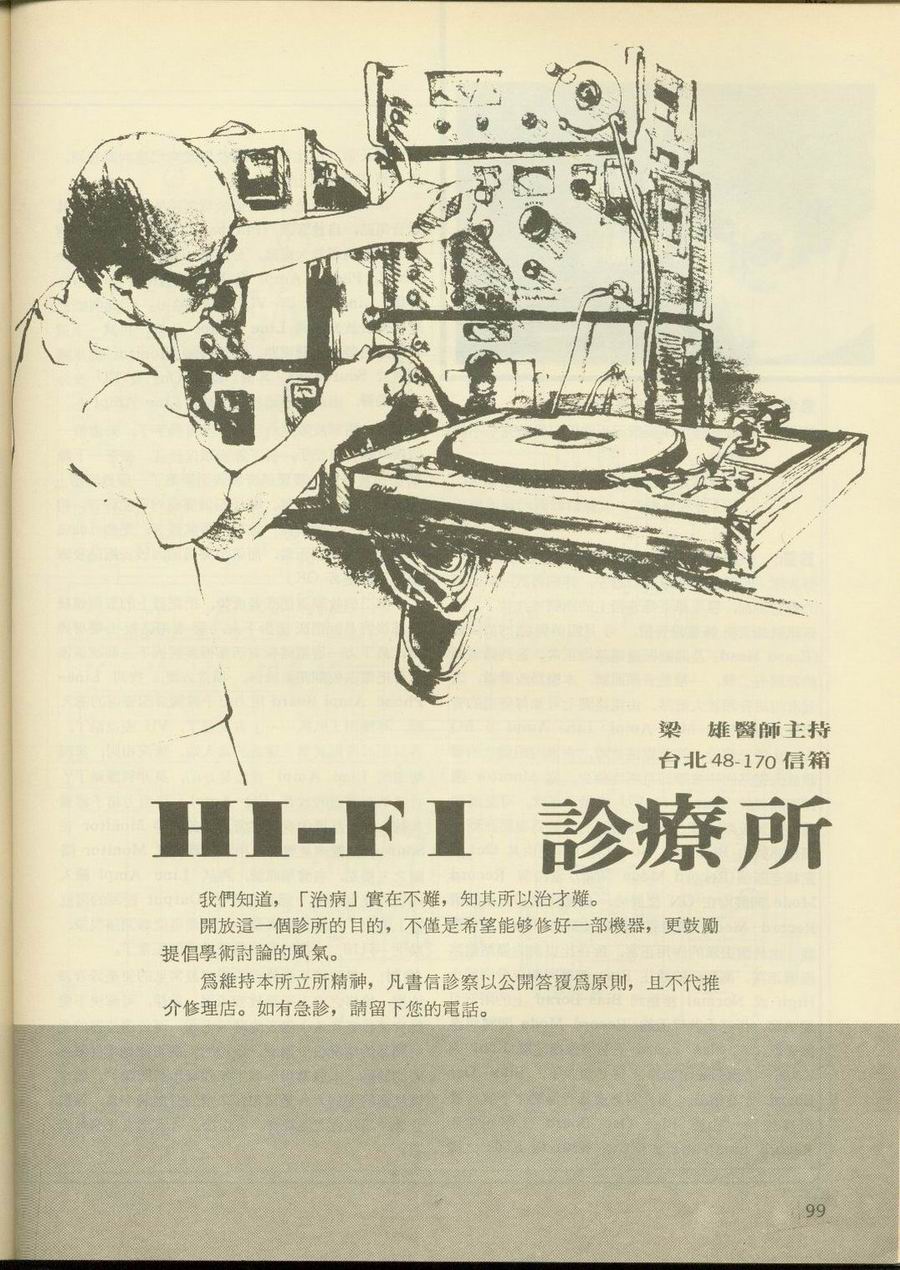 梁　雄醫師主持
台北48-170信箱
HI-FI 診療所
我們知道，「治病」實在不難，知其所以治才難。
開放這一個診所的目的，不僅是希望能够修好一部機器，更鼓勵
提倡學術討論的風氣。
爲維持本所立所精神，凡書信診察以公開答覆爲原則，且不代推
介修理店。如有急診，請留下您的電話。
99